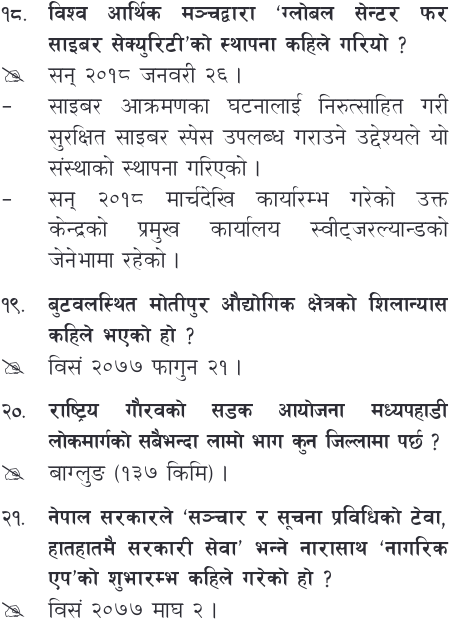 १८. विश्व आर्थिक मञ्चद्वारा ‘ग्लोबल सेन्टर फर
साइबर सेक्युरिटी’को स्थापना कहिले गरियो ?
सन् २०१८ जनवरी २६ ।
– साइबर आक्रमणका घटनालाई निरुत्साहित गरी
सुरक्षित साइबर स्पेस उपलब्ध गराउने उद्देश्यले यो
संस्थाको स्थापना गरिएको ।
– सन् २०१८ मार्चदेखि कार्यारम्भ गरेको उक्त
केन्द्रको प्रमुख कार्यालय स्वीट्जरल्यान्डको
जेनेभामा रहेको ।
१९. बुटवलस्थित मोतीपुर औद्योगिक क्षेत्रको शिलान्यास
कहिले भएको हो ?
विसं २०७७ फागुन २१ ।
२०. राष्ट्रिय गौरवको सडक आयोजना मध्यपहाडी
लोकमार्गको सबैभन्दा लामो भाग कुन जिल्लामा पर्छ ?
बाग्लुङ (१३७ किमि) ।
२१. नेपाल सरकारले ‘सञ्चार र सूचना प्रविधिको टेवा,
हातहातमै सरकारी सेवा’ भन्ने नारासाथ ‘नागरिक
एप’को शुभारम्भ कहिले गरेको हो ?
विसं २०७७ माघ २ ।